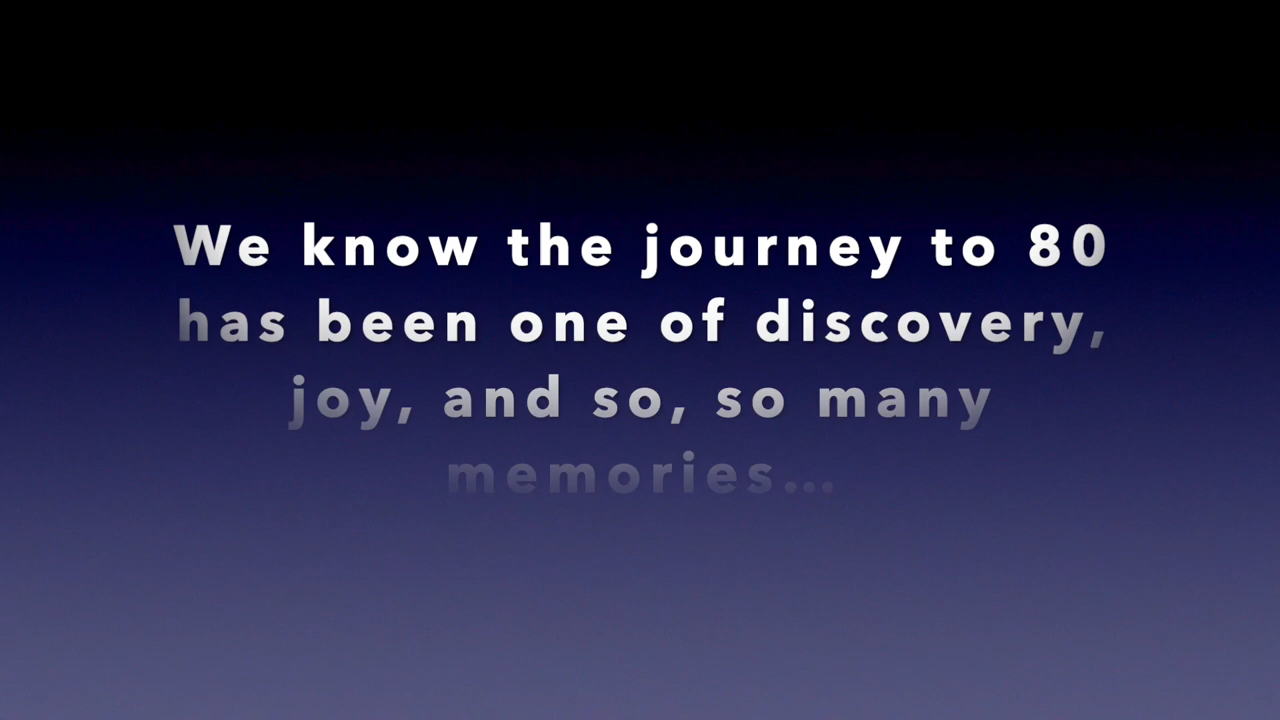 We know the journey to 80
has been one of discovery,
joy, and so, so many
memories...